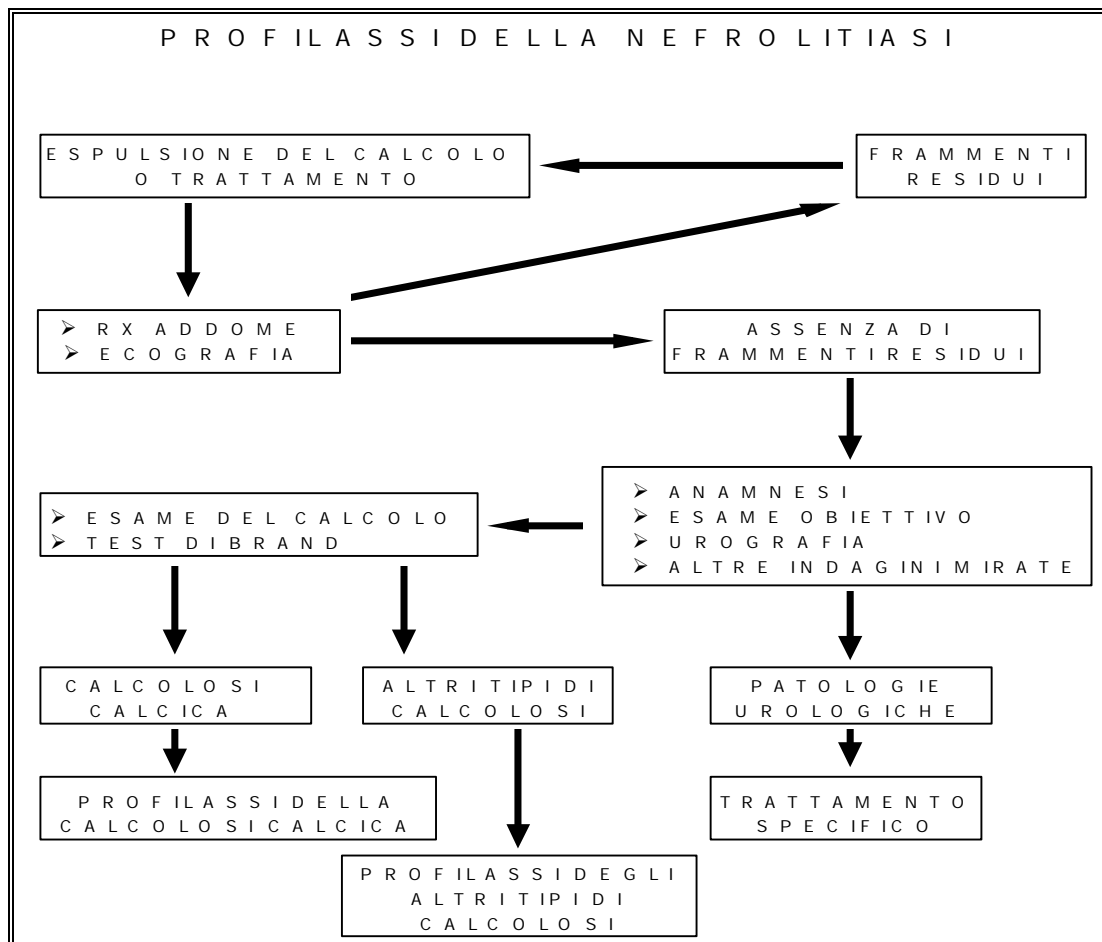 PROFILASSI DELLA NEFROLITIASI
ESPULSIONE DEL CALCOLO
O TRATTAMENTO
FRAMMENTI
RESIDUI
➢ RX ADDOME
➢ ECOGRAFIA
ASSENZA DI
FRAMMENTI RESIDUI
➢ ANAMNESI
➢ ESAME OBIETTIVO
➢ UROGRAFIA
➢ ALTRE INDAGINI MIRATE
➢ ESAME DEL CALCOLO
➢ TEST DI BRAND
CALCOLOSI
CALCICA
ALTRI TIPI DI
CALCOLOSI
PATOLOGIE
UROLOGICHE
PROFILASSI DELLA
CALCOLOSI CALCICA
TRATTAMENTO
SPECIFICO
PROFILASSI DEGLI
ALTRI TIPI DI
CALCOLOSI